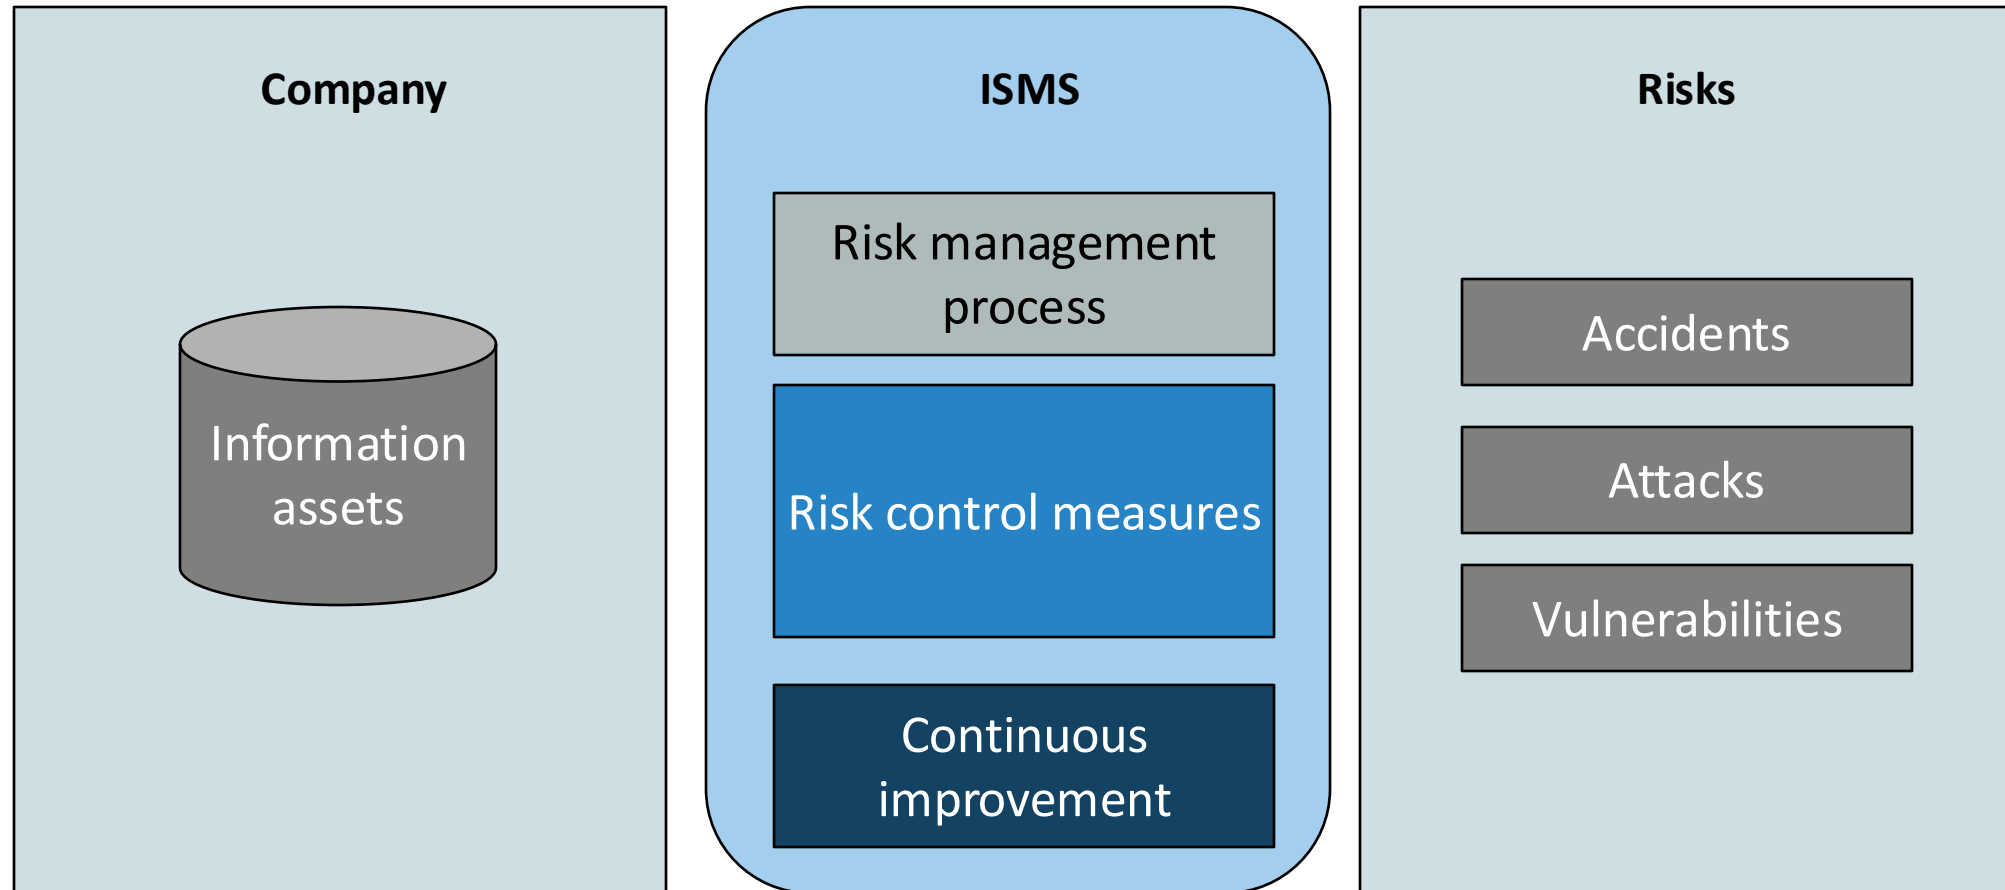 Company
Information
assets
ISMS
Risk management
process
Risk control measures
Continuous
improvement
Risks
Accidents
Attacks
Vulnerabilities